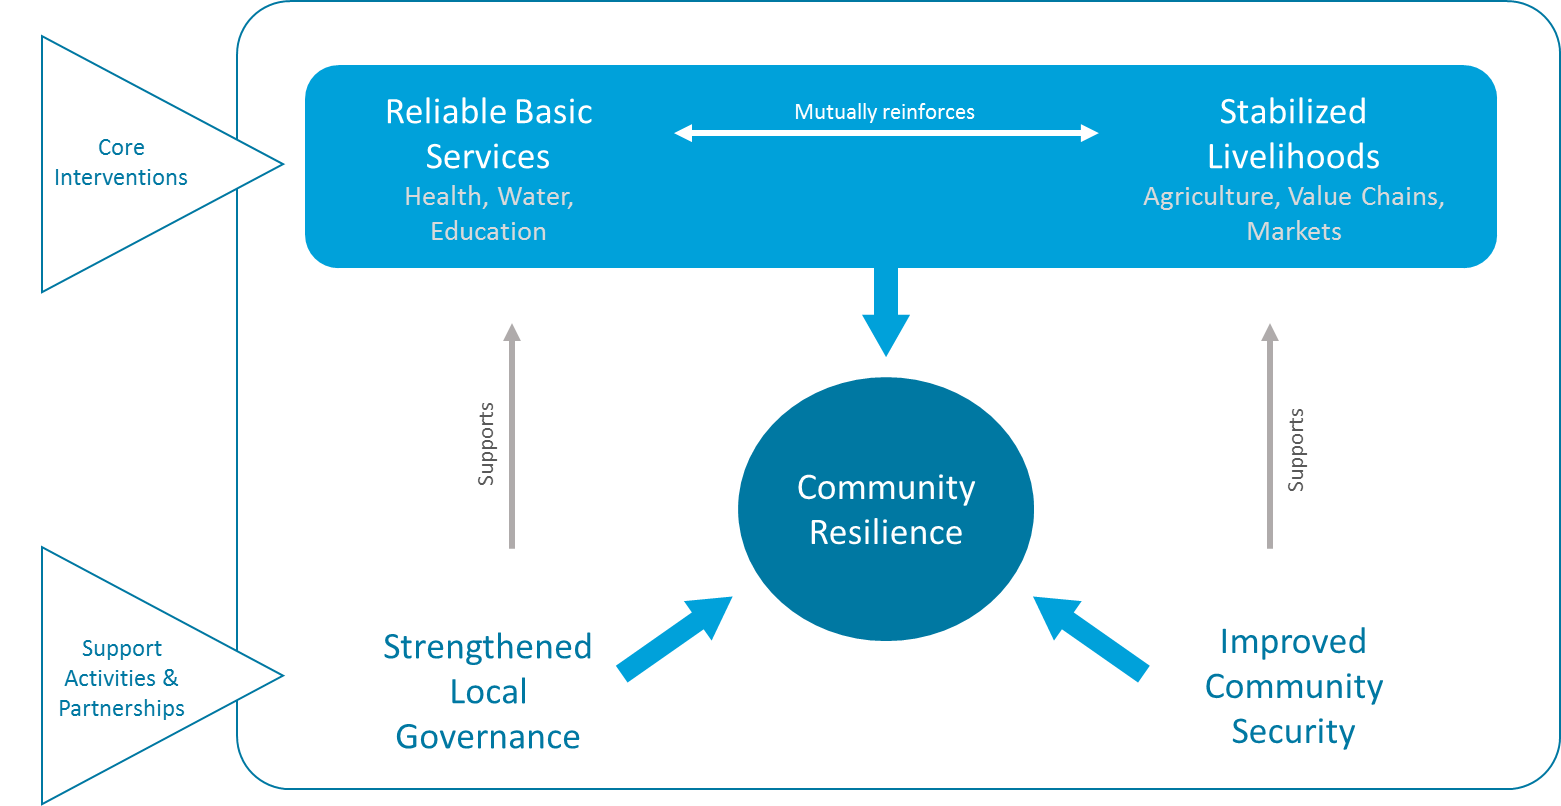 Core
Interventions
Reliable Basic
Services
Health, Water,
Education
Mutually reinforces
Stabilized
Livelihoods
Agriculture, Value Chains,
Markets
Supports
Community
Resilience
Supports
Support
Activities &
Partnerships
Strengthened
Local
Governance
Improved
Community
Security